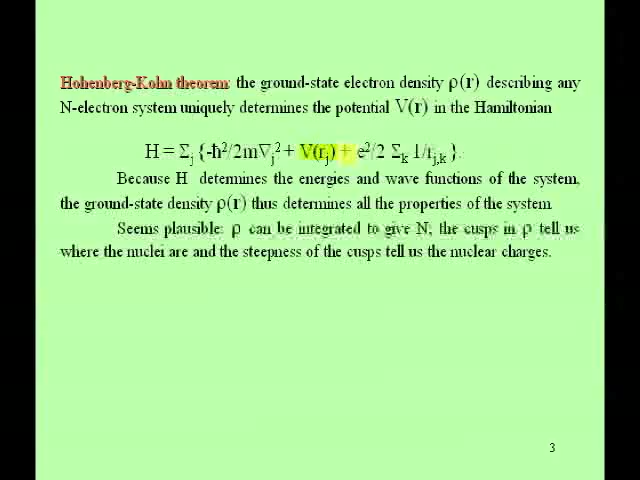 Hohenberg-Kohn theorem: the ground-state electron density ρ(r) describing any
N-electron system uniquely determines the potential V(r) in the Hamiltonian
H = Σj {-ħ²/2m∇j² + V(rj) + e²/2 Σk 1/rj,k }.
Because H determines the energies and wave functions of the system,
the ground-state density ρ(r) thus determines all the properties of the system.
Seems plausible: ρ can be integrated to give N; the cusps in ρ tell us
where the nuclei are and the steepness of the cusps tell us the nuclear charges.
3